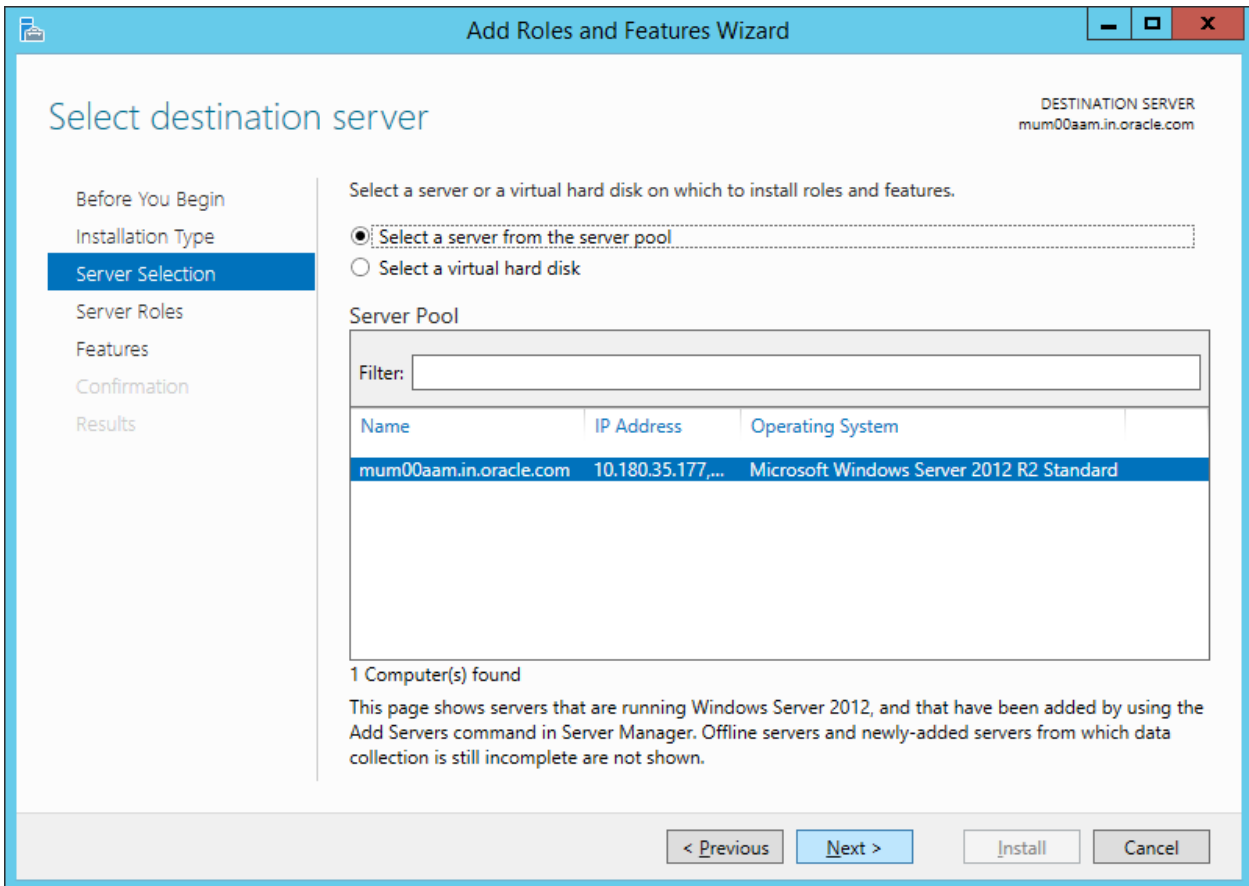 Add Roles and Features Wizard
Select destination server
DESTINATION SERVER
mum00aam.in.oracle.com
Before You Begin
Installation Type
Server Selection
Server Roles
Features
Confirmation
Results
Select a server or a virtual hard disk on which to install roles and features.
Select a server from the server pool
Select a virtual hard disk
Server Pool
Filter:
Name IP Address Operating System
mum00aam.in.oracle.com 10.180.35.177,... Microsoft Windows Server 2012 R2 Standard
1 Computer(s) found
This page shows servers that are running Windows Server 2012, and that have been added by using the
Add Servers command in Server Manager. Offline servers and newly-added servers from which data
collection is still incomplete are not shown.
< Previous Next > Install Cancel